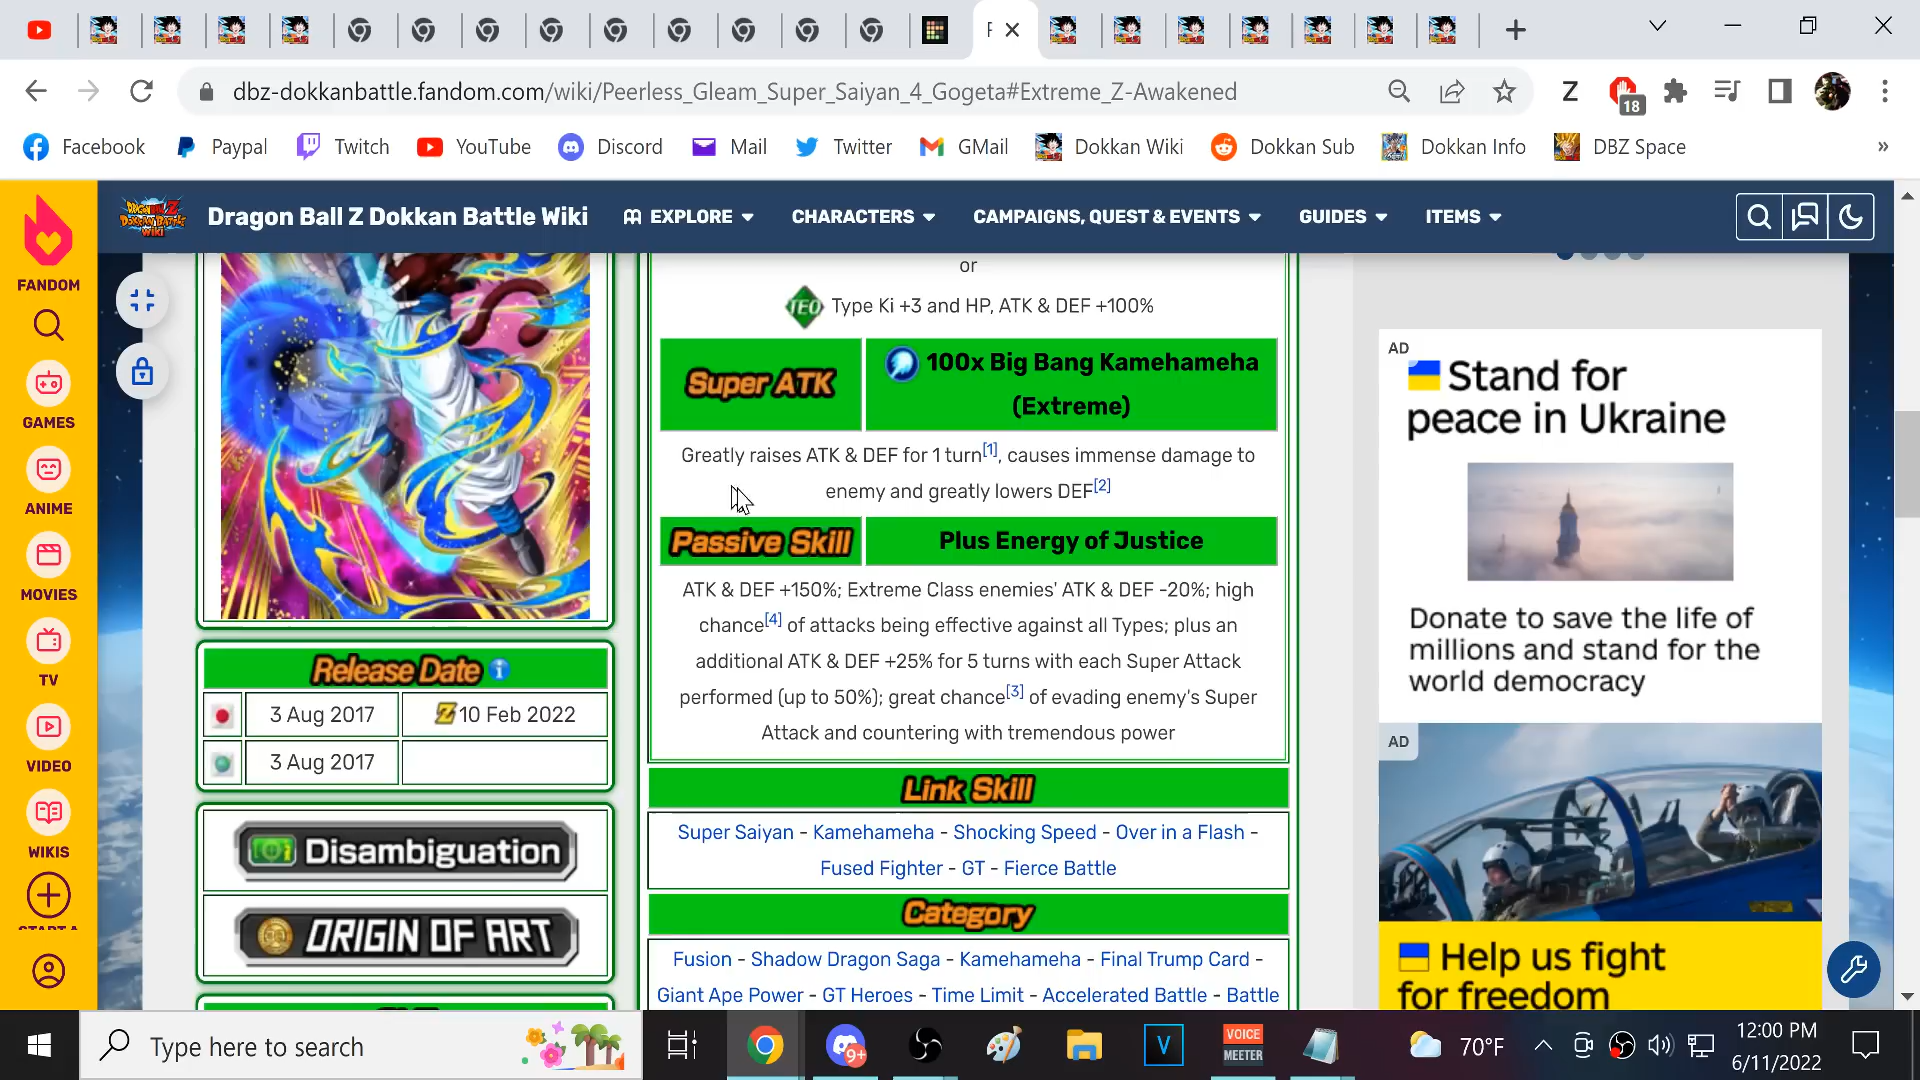 F
dbz-dokkanbattle.fandom.com/wiki/Peerless_Gleam_Super_Saiyan_4_Gogeta#Extreme_Z-Awakened
Z
18
Facebook
Paypal
Twitch
YouTube
Discord
Mail
Twitter
GMail
Dokkan Wiki
Dokkan Sub
Dokkan Info
DBZ Space
»
Dragon Ball Z Dokkan Battle Wiki
EXPLORE
CHARACTERS
CAMPAIGNS, QUEST & EVENTS
GUIDES
ITEMS
FANDOM
GAMES
ANIME
MOVIES
TV
VIDEO
WIKIS
START A
or
TEQ Type Ki +3 and HP, ATK & DEF +100%
Super ATK
100x Big Bang Kamehameha
(Extreme)
Greatly raises ATK & DEF for 1 turn[1], causes immense damage to
enemy and greatly lowers DEF[2]
Passive Skill
Plus Energy of Justice
ATK & DEF +150%; Extreme Class enemies' ATK & DEF -20%; high
chance[4] of attacks being effective against all Types; plus an
additional ATK & DEF +25% for 5 turns with each Super Attack
performed (up to 50%); great chance[3] of evading enemy's Super
Attack and countering with tremendous power
Link Skill
Super Saiyan - Kamehameha - Shocking Speed - Over in a Flash -
Fused Fighter - GT - Fierce Battle
Category
Fusion - Shadow Dragon Saga - Kamehameha - Final Trump Card -
Giant Ape Power - GT Heroes - Time Limit - Accelerated Battle - Battle
Release Date
3 Aug 2017
Z 10 Feb 2022
3 Aug 2017
Disambiguation
ORIGIN OF ART
AD
Stand for
peace in Ukraine
Donate to save the life of
millions and stand for the
world democracy
AD
Help us fight
for freedom
Type here to search
9+
V
VOICE
MEETER
70°F
12:00 PM
6/11/2022